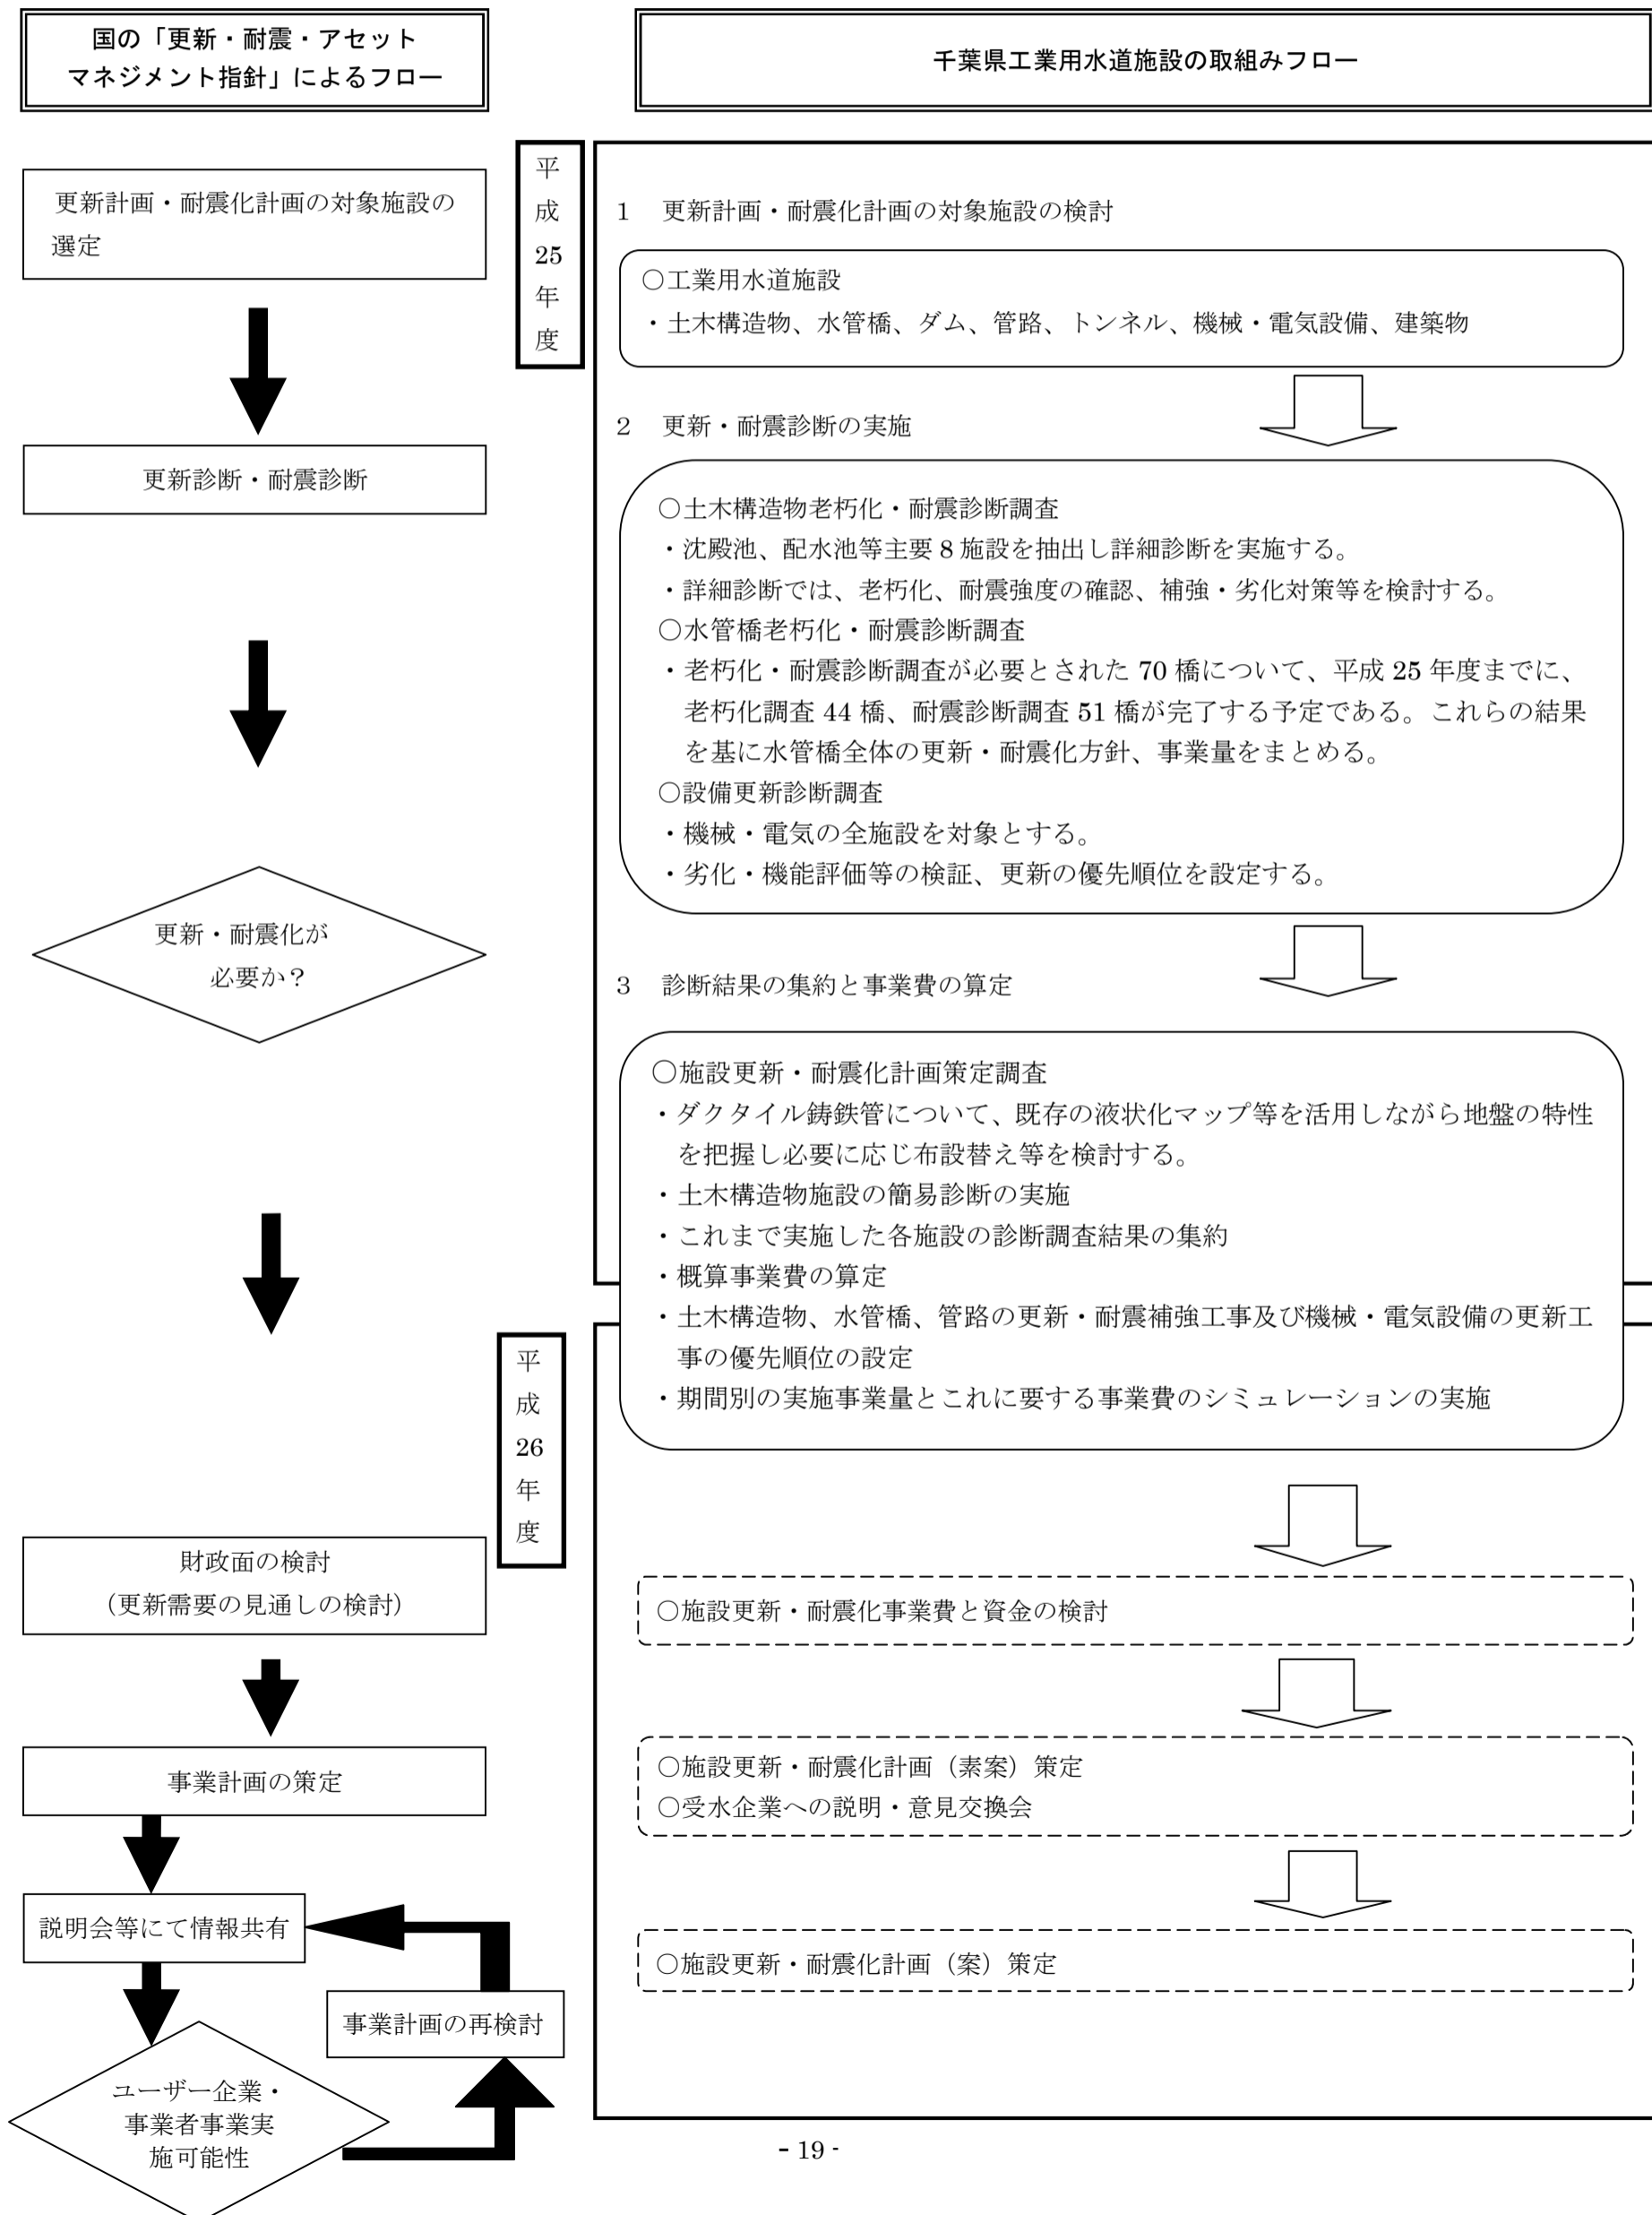 国の「更新・耐震・アセット
マネジメント指針」によるフロー
更新計画・耐震化計画の対象施設の
選定
更新診断・耐震診断
更新・耐震化が
必要か？
財政面の検討
（更新需要の見通しの検討）
事業計画の策定
説明会等にて情報共有
事業計画の再検討
ユーザー企業・
事業者事業実
施可能性
千葉県工業用水道施設の取組みフロー
平
成
25
年
度
1　更新計画・耐震化計画の対象施設の検討
○工業用水道施設
・土木構造物、水管橋、ダム、管路、トンネル、機械・電気設備、建築物
2　更新・耐震診断の実施
○土木構造物老朽化・耐震診断調査
・沈殿池、配水池等主要 8 施設を抽出し詳細診断を実施する。
・詳細診断では、老朽化、耐震強度の確認、補強・劣化対策等を検討する。
○水管橋老朽化・耐震診断調査
・老朽化・耐震診断調査が必要とされた 70 橋について、平成 25 年度までに、
老朽化調査 44 橋、耐震診断調査 51 橋が完了する予定である。これらの結果
を基に水管橋全体の更新・耐震化方針、事業量をまとめる。
○設備更新診断調査
・機械・電気の全施設を対象とする。
・劣化・機能評価等の検証、更新の優先順位を設定する。
3　診断結果の集約と事業費の算定
○施設更新・耐震化計画策定調査
・ダクタイル鋳鉄管について、既存の液状化マップ等を活用しながら地盤の特性
を把握し必要に応じ布設替え等を検討する。
・土木構造物施設の簡易診断の実施
・これまで実施した各施設の診断調査結果の集約
・概算事業費の算定
・土木構造物、水管橋、管路の更新・耐震補強工事及び機械・電気設備の更新工
事の優先順位の設定
・期間別の実施事業量とこれに要する事業費のシミュレーションの実施
平
成
26
年
度
○施設更新・耐震化事業費と資金の検討
○施設更新・耐震化計画（素案）策定
○受水企業への説明・意見交換会
○施設更新・耐震化計画（案）策定
- 19 -